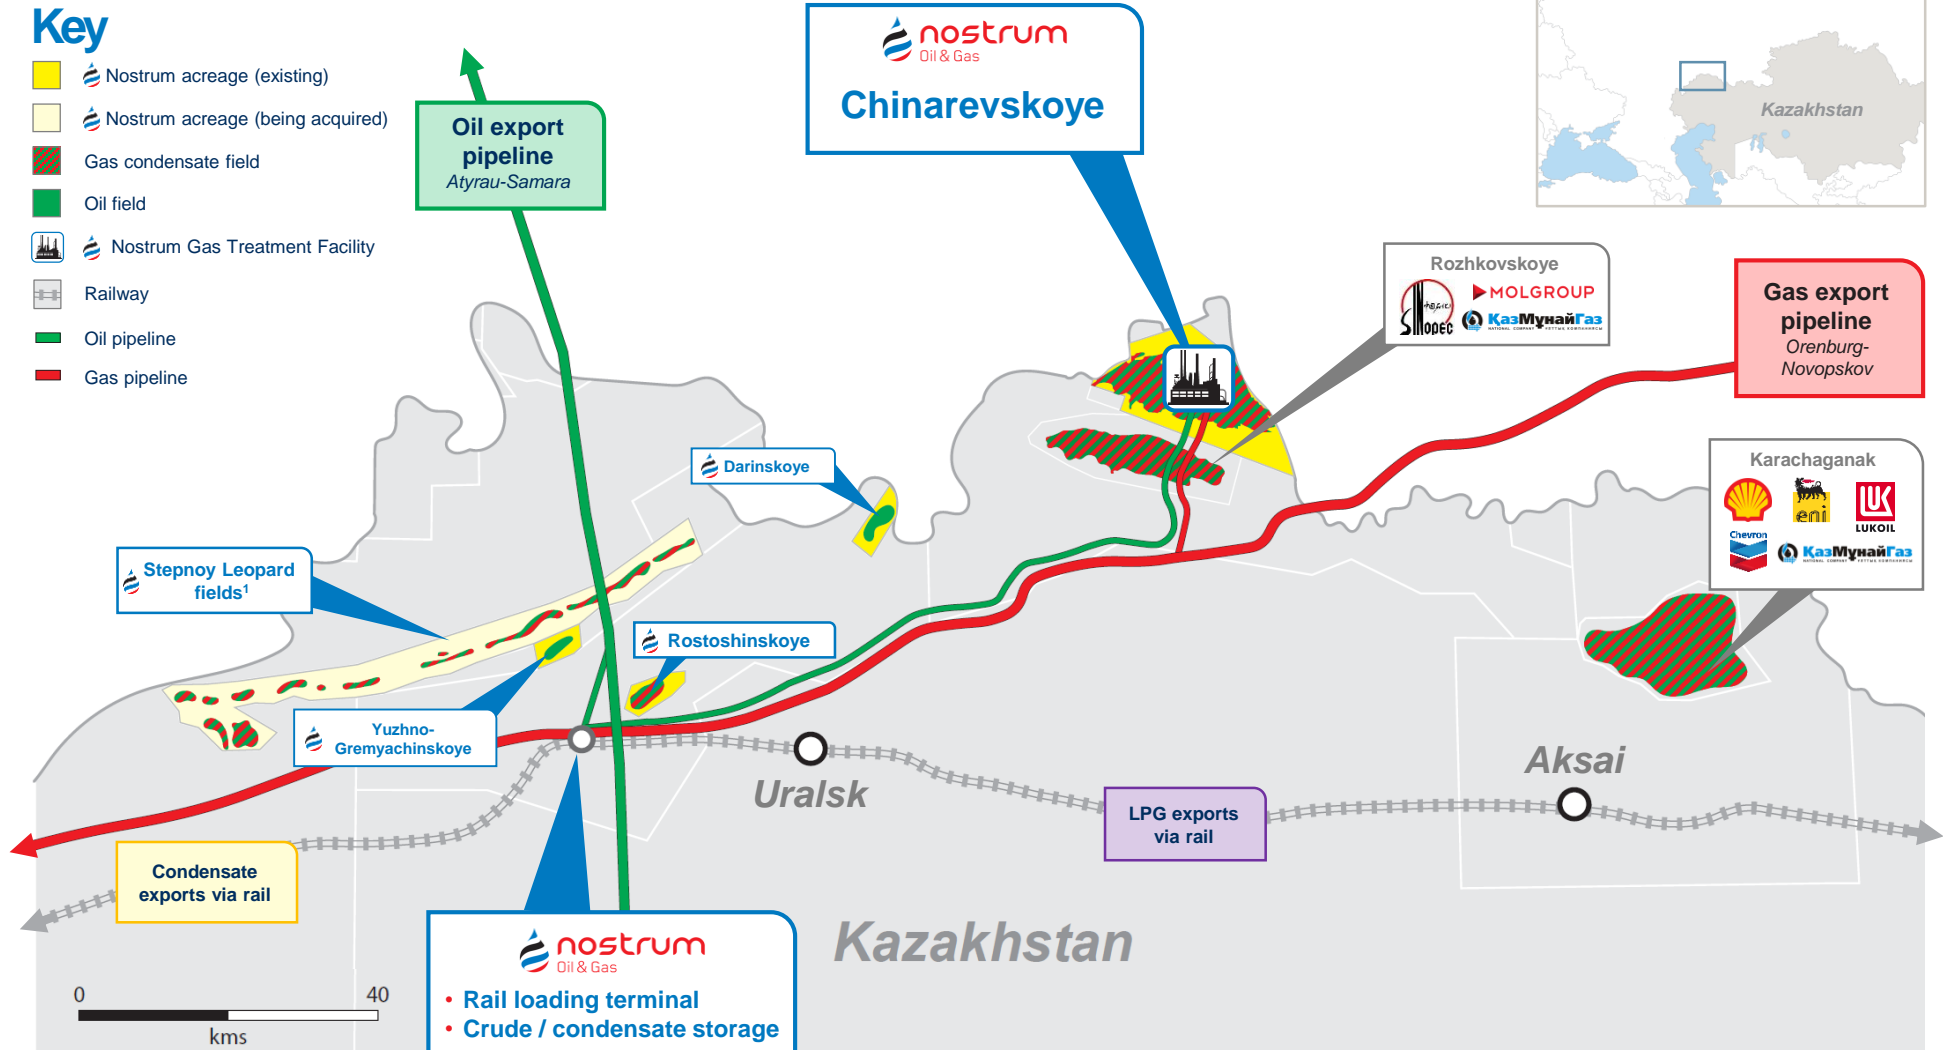 Key
Nostrum acreage (existing)
Nostrum acreage (being acquired)
Gas condensate field
Oil field
Nostrum Gas Treatment Facility
Railway
Oil pipeline
Gas pipeline
Oil export
pipeline
Atyrau-Samara
nostrum
Oil & Gas
Chinarevskoye
Kazakhstan
Rozhkovskoye
MOLGROUP
ҚазМұнайГаз
Gas export
pipeline
Orenburg-
Novopskov
Karachaganak
eni
LUK
LUKOIL
Chevron
ҚазМұнайГаз
Darinskoye
Stepnoy Leopard
fields¹
Rostoshinskoye
Yuzhno-
Gremyachinskoye
Uralsk
Aksai
LPG exports
via rail
Condensate
exports via rail
Kazakhstan
nostrum
Oil & Gas
• Rail loading terminal
• Crude / condensate storage
0 40
kms